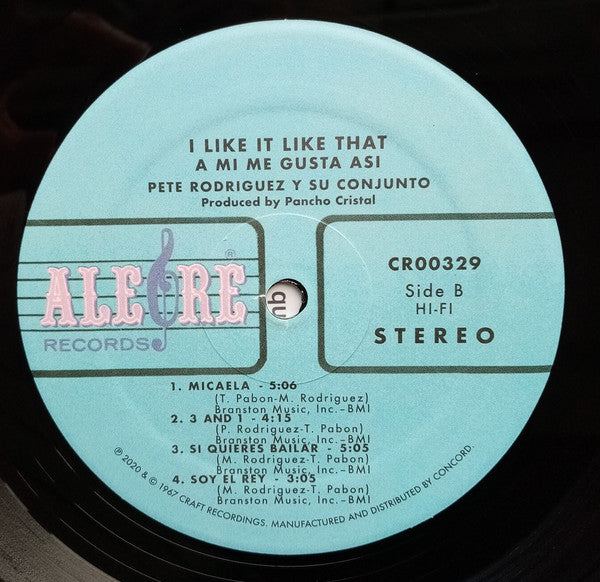 I LIKE IT LIKE THAT
A MI ME GUSTA ASI
PETE RODRIGUEZ Y SU CONJUNTO
Produced by Pancho Cristal
ALEGRE®
RECORDS
CR00329
Side B
HI-FI
STEREO
1. MICAELA - 5:06
(T. Pabon-M. Rodriguez)
Branston Music, Inc.-BMI
2. 3 AND 1 - 4:15
(P. Rodriguez-T. Pabon)
Branston Music, Inc.-BMI
3. SI QUIERES BAILAR - 5:05
(M. Rodriguez-T. Pabon)
Branston Music, Inc.-BMI
4. SOY EL REY - 3:05
(M. Rodriguez-T. Pabon)
Branston Music, Inc.-BMI
℗ 2020 & © 1967 CRAFT RECORDINGS. MANUFACTURED AND DISTRIBUTED BY CONCORD.